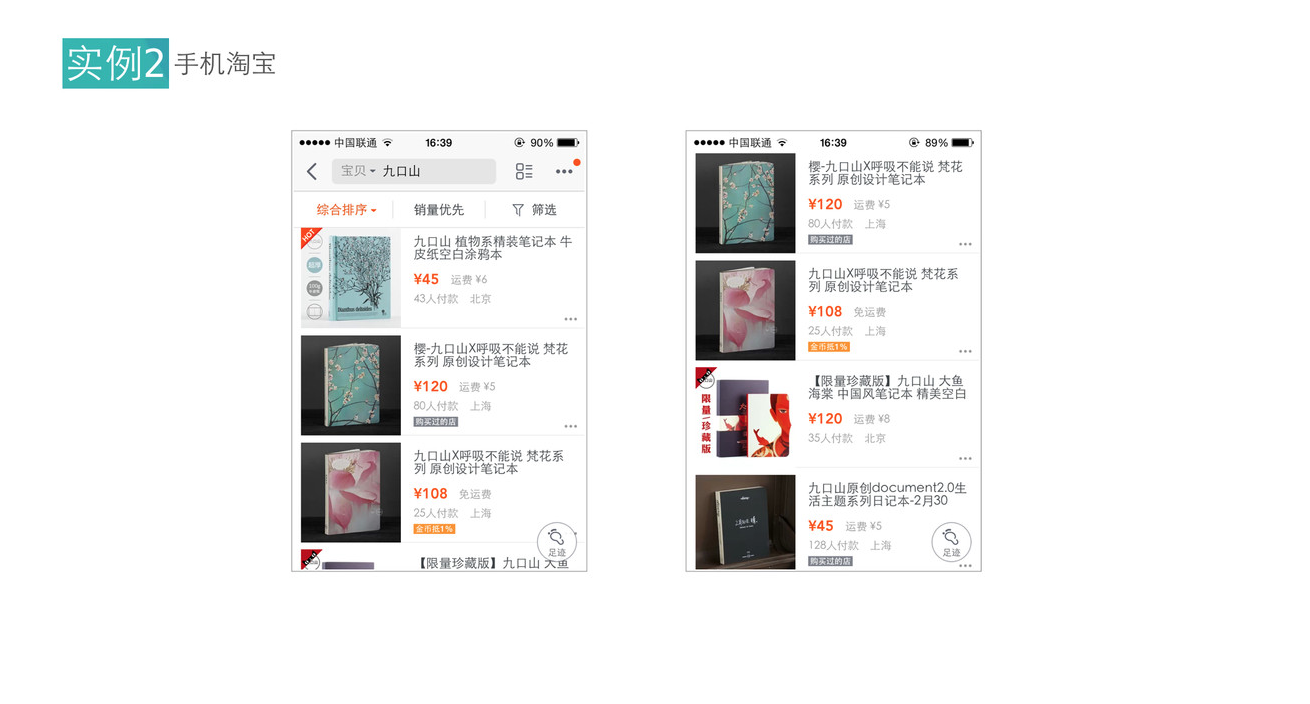 实例2 手机淘宝
中国联通 16:39 90%
宝贝 九口山
综合排序 销量优先 筛选
HOT
九口山 植物系精装笔记本 牛
皮纸空白涂鸦本
¥45 运费 ¥6
43人付款 北京
樱-九口山X呼吸不能说 梵花
系列 原创设计笔记本
¥120 运费 ¥5
80人付款 上海
购买过的店
九口山X呼吸不能说 梵花系
列 原创设计笔记本
¥108 免运费
25人付款 上海
金币抵1%
足迹
【限量珍藏版】九口山 大鱼
中国联通 16:39 89%
樱-九口山X呼吸不能说 梵花
系列 原创设计笔记本
¥120 运费 ¥5
80人付款 上海
购买过的店
九口山X呼吸不能说 梵花系
列 原创设计笔记本
¥108 免运费
25人付款 上海
金币抵1%
限量珍藏版
【限量珍藏版】九口山 大鱼
海棠 中国风笔记本 精美空白
¥120 运费 ¥8
35人付款 北京
九口山原创document2.0生
活主题系列日记本-2月30
¥45 运费 ¥5
128人付款 上海
购买过的店
足迹